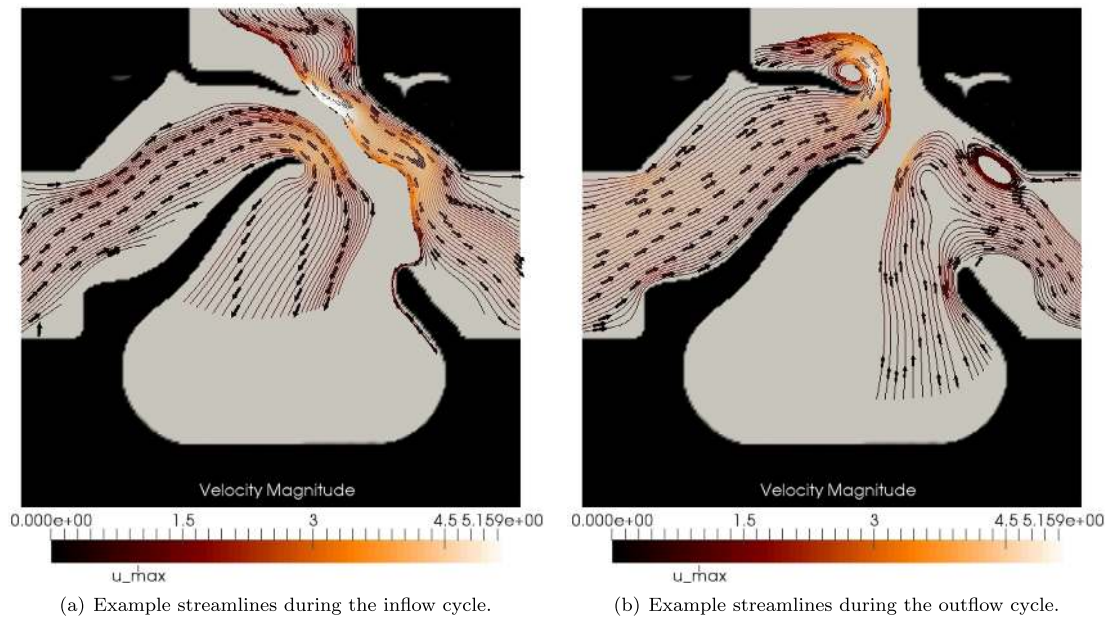 Velocity Magnitude
0.000e+00 1.5 3 4.5 5.159e+00
u_max
(a) Example streamlines during the inflow cycle.
Velocity Magnitude
0.000e+00 1.5 3 4.5 5.159e+00
u_max
(b) Example streamlines during the outflow cycle.